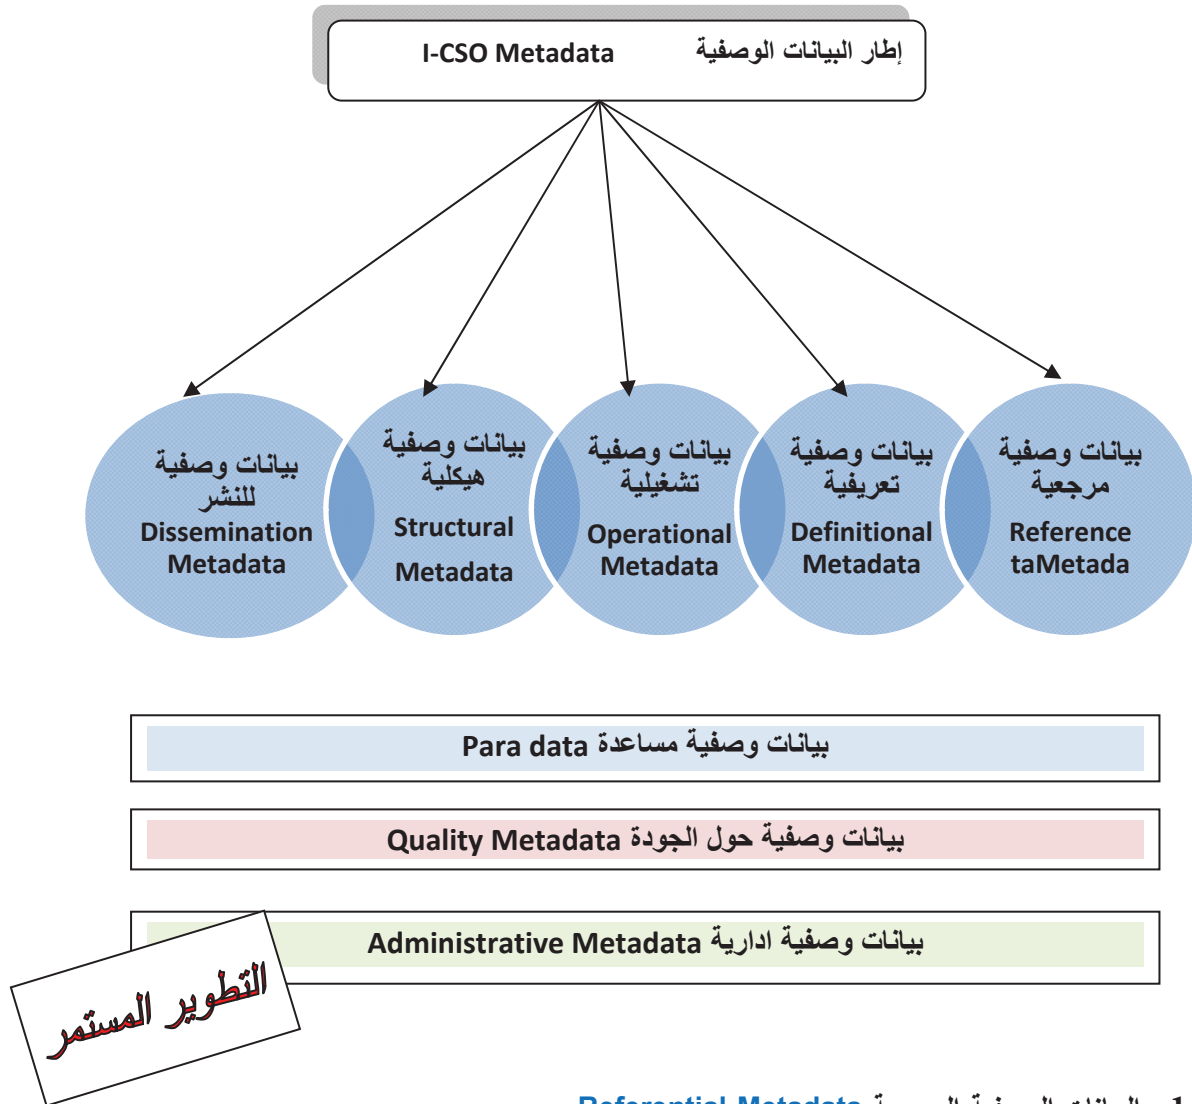 إطار البيانات الوصفية I-CSO Metadata
بيانات وصفية
مرجعية
Reference
taMetada
بيانات وصفية
تعريفية
Definitional
Metadata
بيانات وصفية
تشغيلية
Operational
Metadata
بيانات وصفية
هيكلية
Structural
Metadata
بيانات وصفية
للنشر
Dissemination
Metadata
بيانات وصفية مساعدة Para data
بيانات وصفية حول الجودة Quality Metadata
بيانات وصفية ادارية Administrative Metadata
التطوير المستمر
Referential Metadata